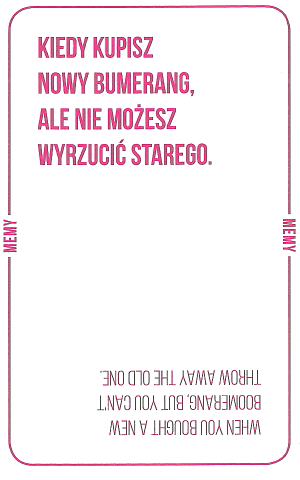 KIEDY KUPISZ
NOWY BUMERANG,
ALE NIE MOŻESZ
WYRZUCIĆ STAREGO.
MEMY
MEMY
WHEN YOU BOUGHT A NEW
BOOMERANG, BUT YOU CAN'T
THROW AWAY THE OLD ONE.